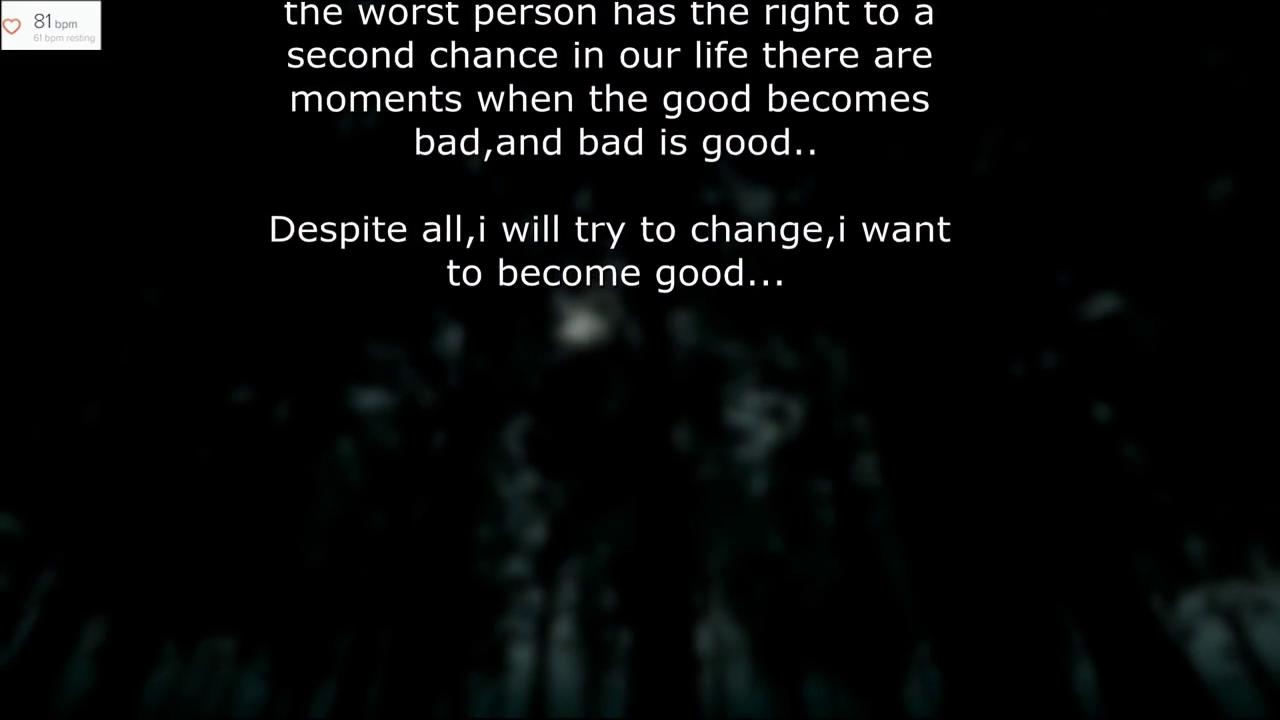 81 bpm
61 bpm resting
the worst person has the right to a
second chance in our life there are
moments when the good becomes
bad,and bad is good..
Despite all,i will try to change,i want
to become good...